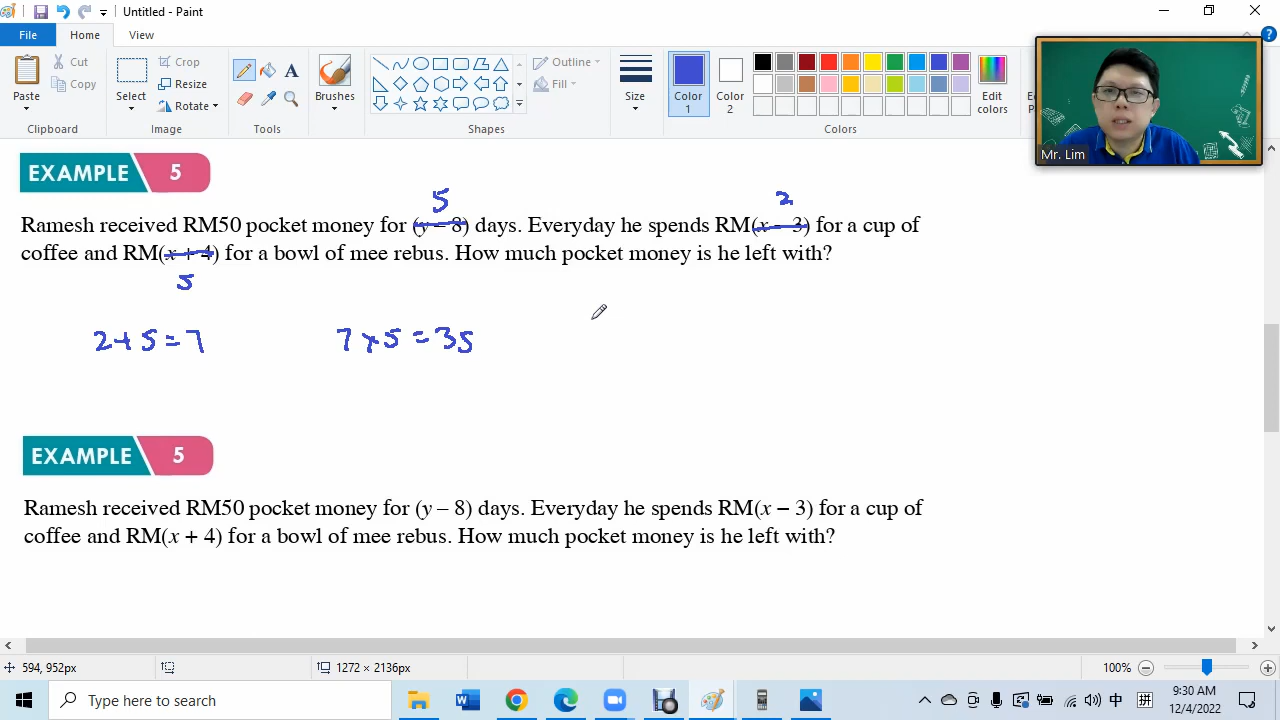 Untitled - Paint
File Home View
Paste
Cut
Copy
Clipboard
Select
Crop
Resize
Rotate
Image
Tools
Brushes
Shapes
Outline
Fill
Size
Color 1
Color 2
Edit colors
Colors
Mr. Lim
EXAMPLE 5
5 2
Ramesh received RM50 pocket money for (y – 8) days. Everyday he spends RM(x – 3) for a cup of
coffee and RM(x + 4) for a bowl of mee rebus. How much pocket money is he left with?
5
2+5=7 7×5=35
EXAMPLE 5
Ramesh received RM50 pocket money for (y – 8) days. Everyday he spends RM(x – 3) for a cup of
coffee and RM(x + 4) for a bowl of mee rebus. How much pocket money is he left with?
594, 952px 1272 × 2136px 100%
Type here to search
中 拼 9:30 AM
12/4/2022